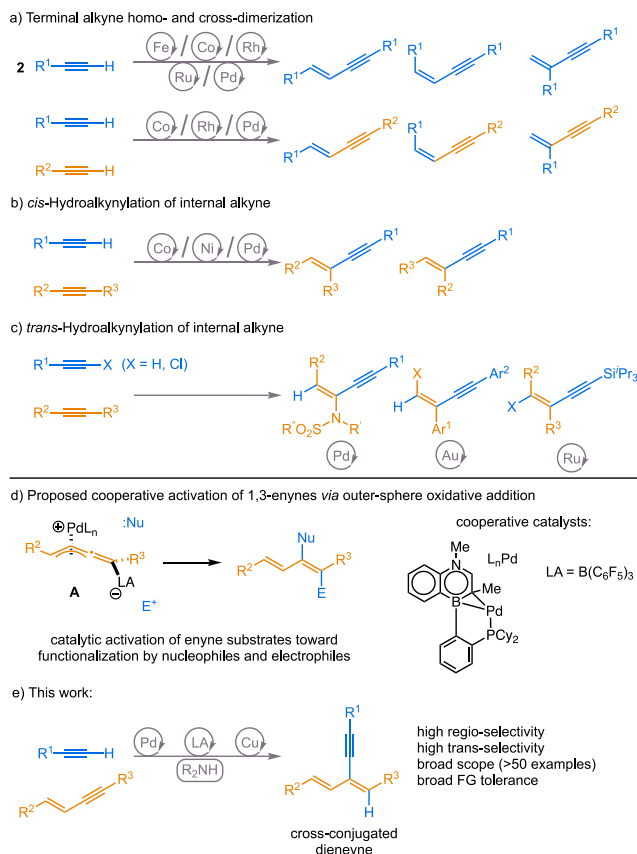 a) Terminal alkyne homo- and cross-dimerization
2 R¹ H
Fe / Co / Rh
Ru / Pd
R¹ R¹
R¹ R¹
R¹ R¹
R¹ H
R² H
Co / Rh / Pd
R¹ R²
R¹ R²
R¹ R²
b) cis-Hydroalkynylation of internal alkyne
R¹ H
R² R³
Co / Ni / Pd
R² R³ R¹
R³ R² R¹
c) trans-Hydroalkynylation of internal alkyne
R¹ X (X = H, Cl)
R² R³
R² R¹ H N R" O₂S R'
X Ar² H Ar¹
R² SiⁱPr₃ X R³
Pd Au Ru
d) Proposed cooperative activation of 1,3-enynes via outer-sphere oxidative addition
⊕ PdLₙ :Nu
R² R³
LA
⊖
A E⁺
Nu
R² R³
E
catalytic activation of enyne substrates toward
functionalization by nucleophiles and electrophiles
cooperative catalysts:
Me
N LₙPd
Me
B Pd
PCy₂
LA = B(C₆F₅)₃
e) This work:
R¹ H
R² R³
Pd LA Cu
R₂NH
R¹
R² R³
H
cross-conjugated
dieneyne
high regio-selectivity
high trans-selectivity
broad scope (>50 examples)
broad FG tolerance